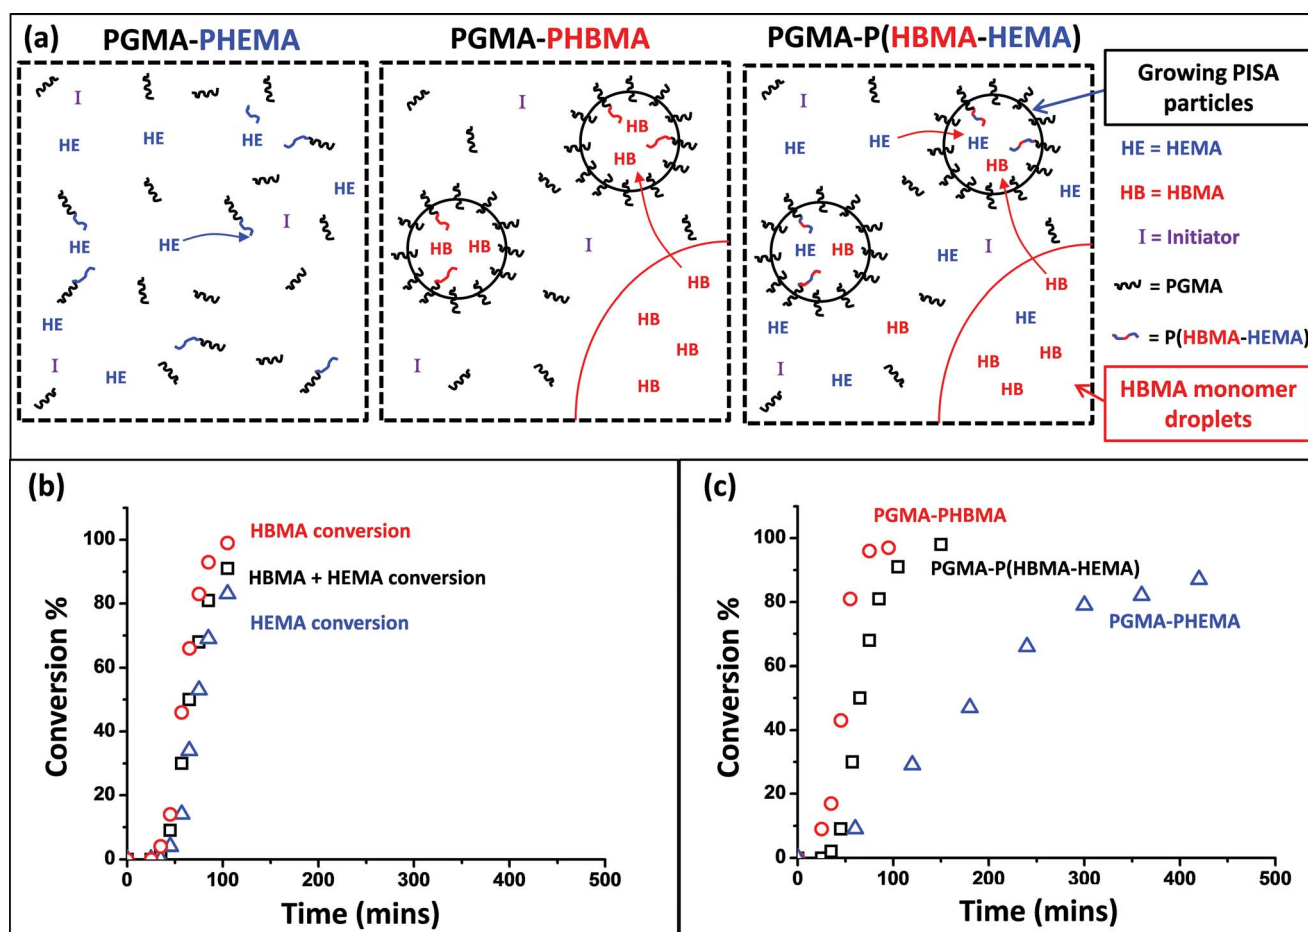 (a)
PGMA-PHEMA
PGMA-PHBMA
PGMA-P(HBMA-HEMA)
I
HE
HE
HE
HE
I
HE
HE
HE
I
HE
I
HB
HB
HB
HB
I
HB
HB
HB
HB
I
I
HE
HE
HE
HB
HE
HE
HB
HE
I
HB
HE
HB
HE
HB
HB
I
HE
HB
Growing PISA
particles
HE = HEMA
HB = HBMA
I = Initiator
= PGMA
= P(HBMA-HEMA)
HBMA monomer
droplets
(b)
HBMA conversion
HBMA + HEMA conversion
HEMA conversion
Conversion %
100
80
60
40
20
0
0
100
200
300
400
500
Time (mins)
(c)
PGMA-PHBMA
PGMA-P(HBMA-HEMA)
PGMA-PHEMA
Conversion %
100
80
60
40
20
0
0
100
200
300
400
500
Time (mins)